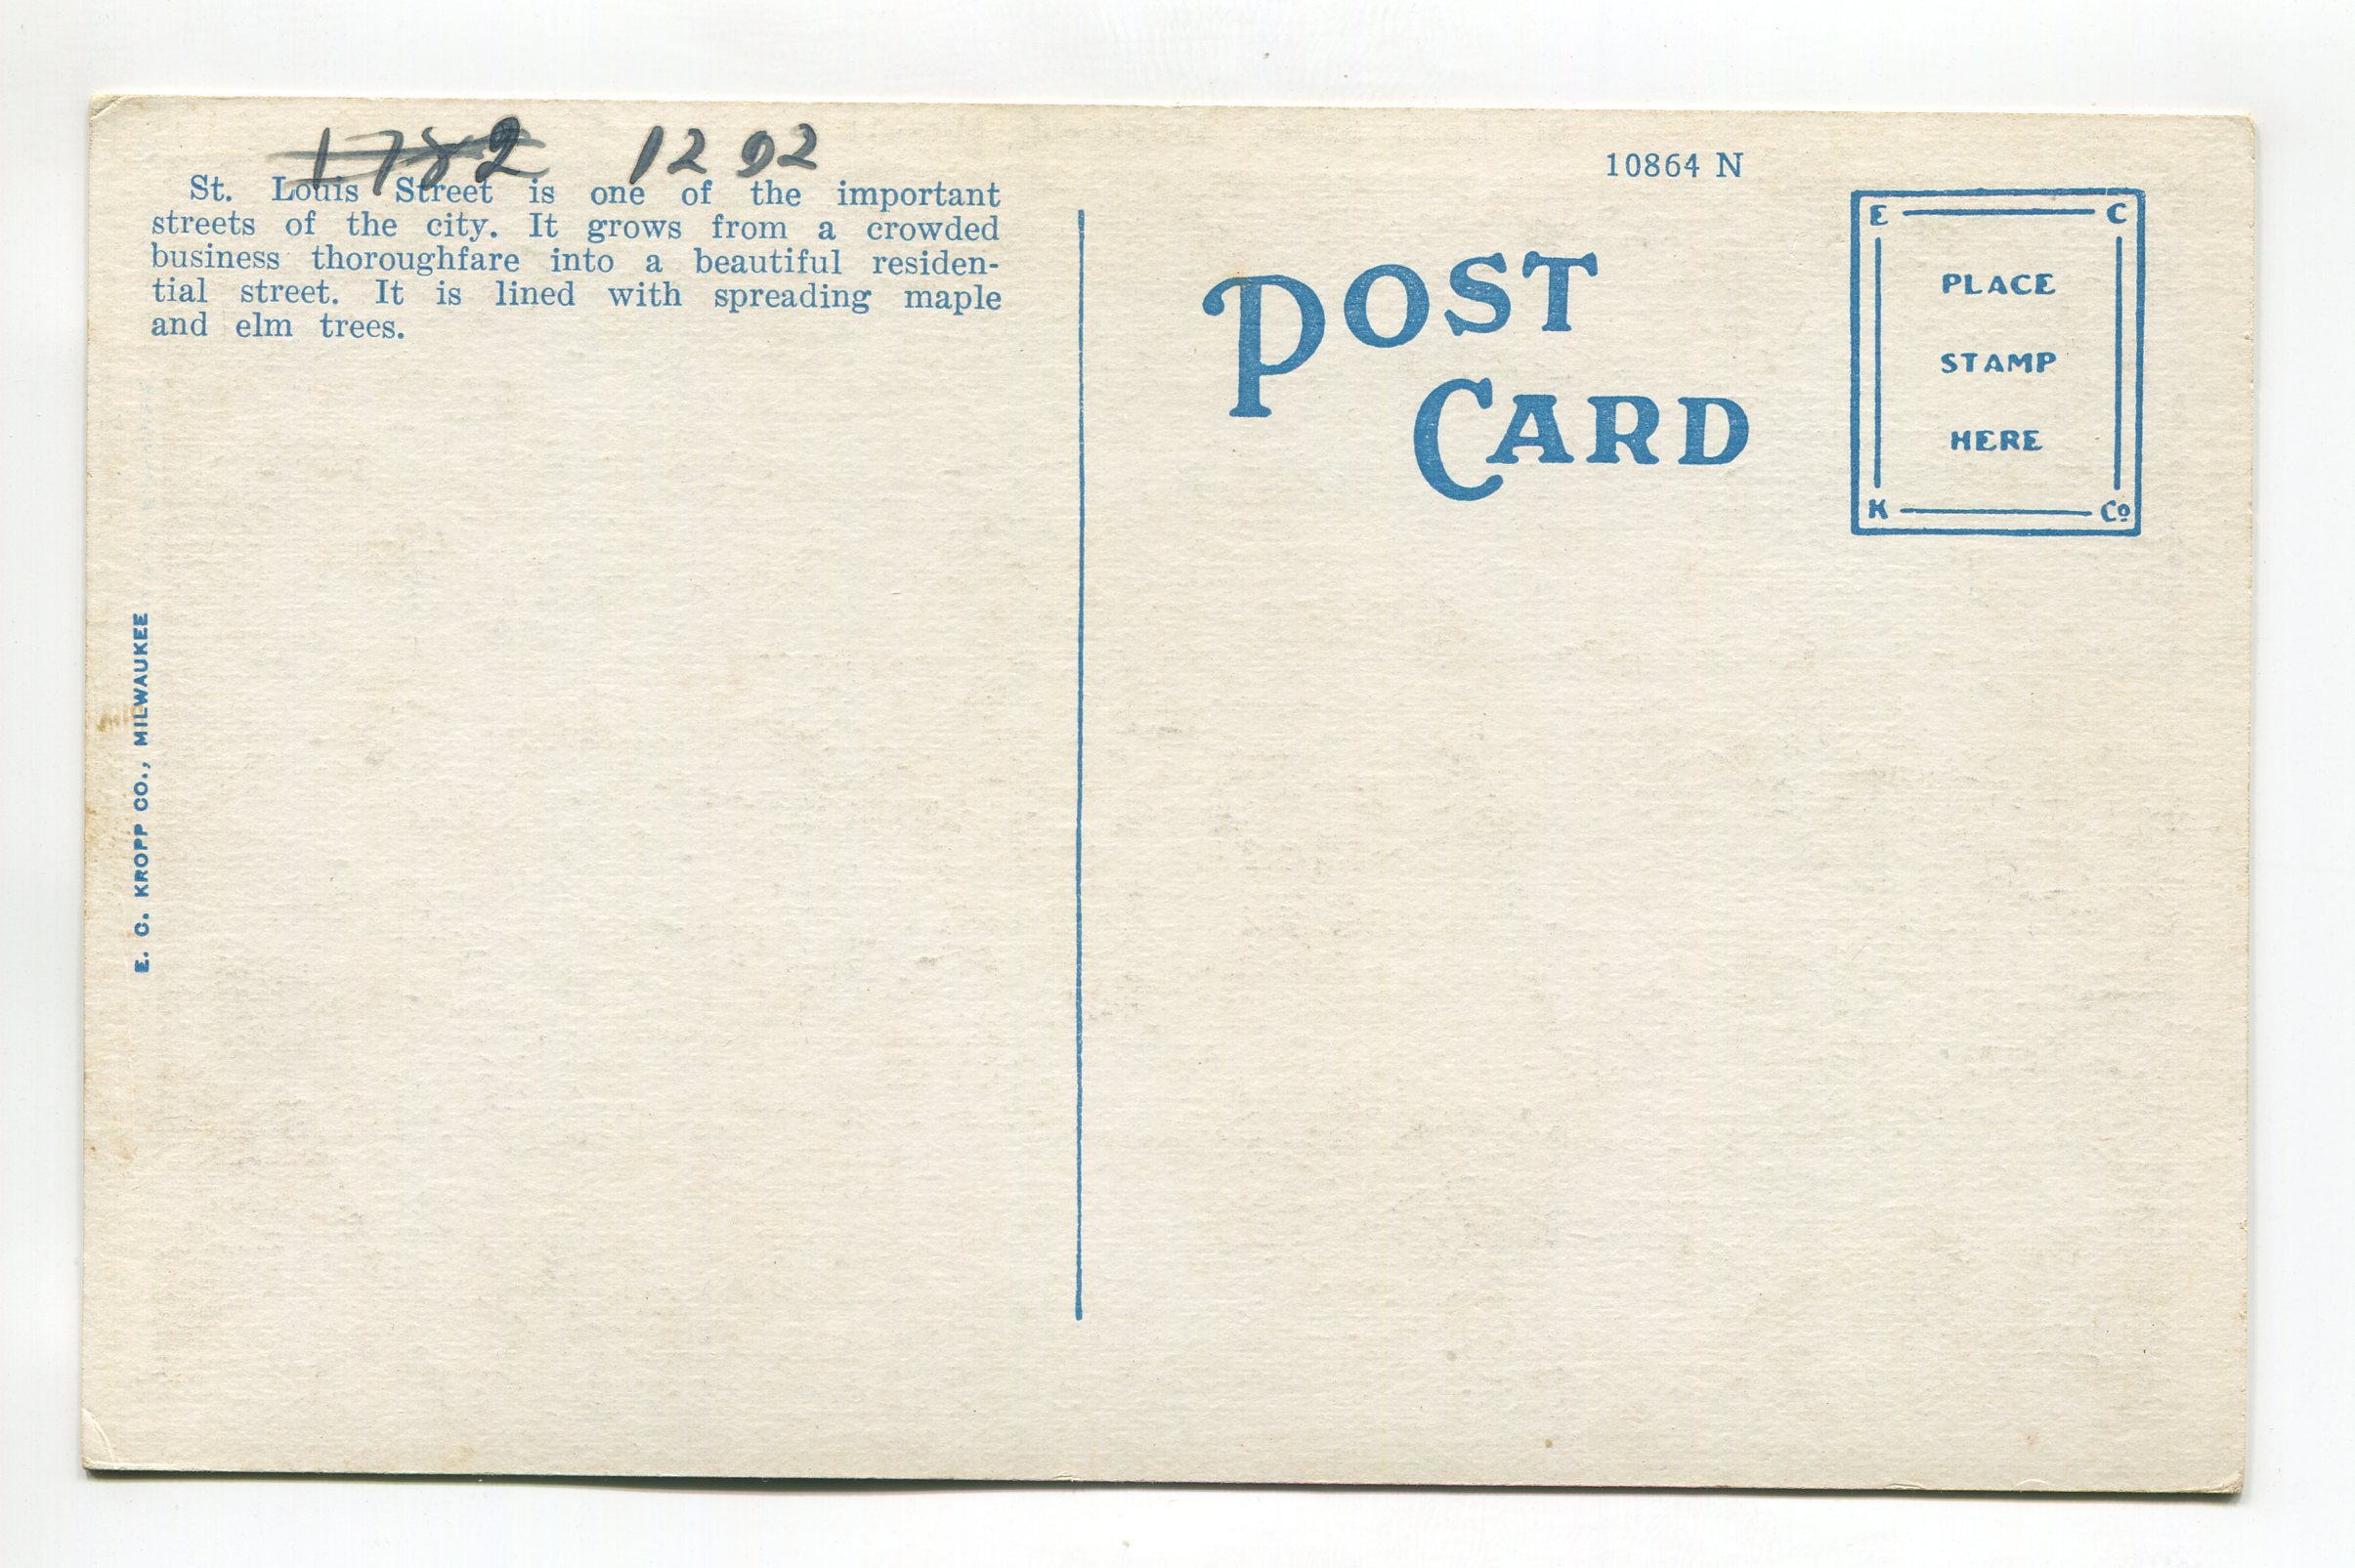 1782 1292
St. Louis Street is one of the important
streets of the city. It grows from a crowded
business thoroughfare into a beautiful residen-
tial street. It is lined with spreading maple
and elm trees.
E. C. KROPP CO., MILWAUKEE
10864 N
POST
CARD
E C
PLACE
STAMP
HERE
K Co